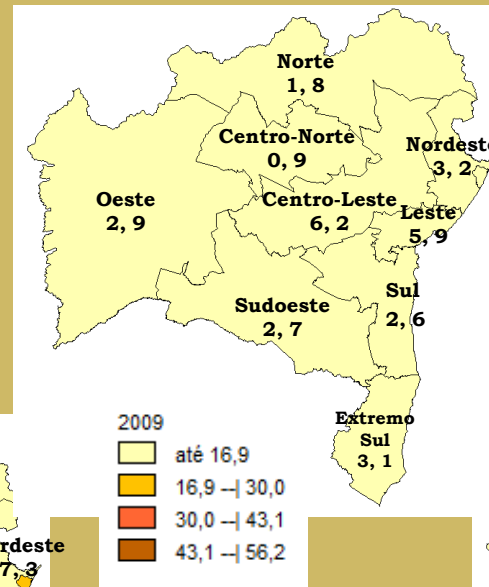 Norte
1, 8
Centro-Norte
0, 9
Nordeste
3, 2
Oeste
2, 9
Centro-Leste
6, 2
Leste
5, 9
Sudoeste
2, 7
Sul
2, 6
Extremo
Sul
3, 1
2009
até 16,9
16,9 --| 30,0
30,0 --| 43,1
43,1 --| 56,2
rdeste
7, 3